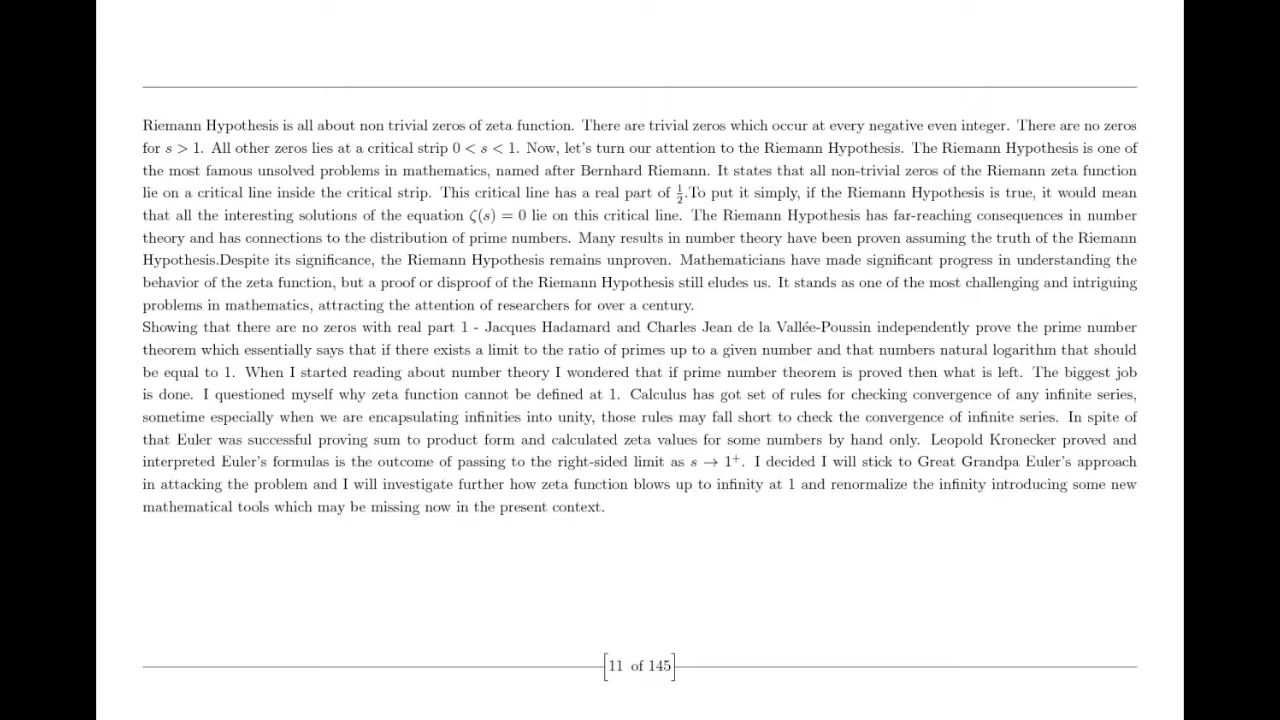 Riemann Hypothesis is all about non trivial zeros of zeta function. There are trivial zeros which occur at every negative even integer. There are no zeros
for s > 1. All other zeros lies at a critical strip 0 < s < 1. Now, let's turn our attention to the Riemann Hypothesis. The Riemann Hypothesis is one of
the most famous unsolved problems in mathematics, named after Bernhard Riemann. It states that all non-trivial zeros of the Riemann zeta function
lie on a critical line inside the critical strip. This critical line has a real part of 1/2.To put it simply, if the Riemann Hypothesis is true, it would mean
that all the interesting solutions of the equation ζ(s) = 0 lie on this critical line. The Riemann Hypothesis has far-reaching consequences in number
theory and has connections to the distribution of prime numbers. Many results in number theory have been proven assuming the truth of the Riemann
Hypothesis.Despite its significance, the Riemann Hypothesis remains unproven. Mathematicians have made significant progress in understanding the
behavior of the zeta function, but a proof or disproof of the Riemann Hypothesis still eludes us. It stands as one of the most challenging and intriguing
problems in mathematics, attracting the attention of researchers for over a century.
Showing that there are no zeros with real part 1 - Jacques Hadamard and Charles Jean de la Vallée-Poussin independently prove the prime number
theorem which essentially says that if there exists a limit to the ratio of primes up to a given number and that numbers natural logarithm that should
be equal to 1. When I started reading about number theory I wondered that if prime number theorem is proved then what is left. The biggest job
is done. I questioned myself why zeta function cannot be defined at 1. Calculus has got set of rules for checking convergence of any infinite series,
sometime especially when we are encapsulating infinities into unity, those rules may fall short to check the convergence of infinite series. In spite of
that Euler was successful proving sum to product form and calculated zeta values for some numbers by hand only. Leopold Kronecker proved and
interpreted Euler's formulas is the outcome of passing to the right-sided limit as s → 1⁺. I decided I will stick to Great Grandpa Euler's approach
in attacking the problem and I will investigate further how zeta function blows up to infinity at 1 and renormalize the infinity introducing some new
mathematical tools which may be missing now in the present context.
[11 of 145]